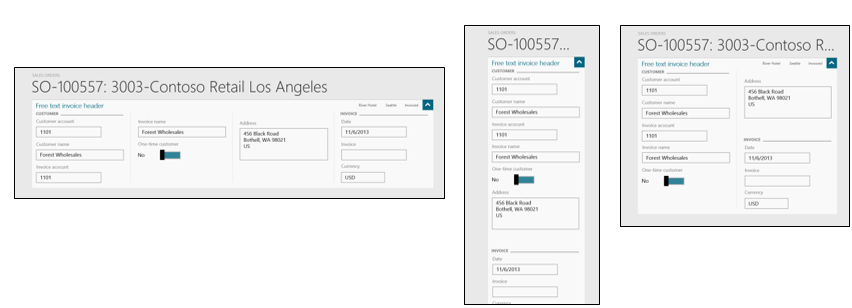 SALES ORDERS
SO-100557: 3003-Contoso Retail Los Angeles
Free text invoice header
River Hotel Seattle Invoiced
CUSTOMER
Customer account
1101
Customer name
Forest Wholesales
Invoice account
1101
Invoice name
Forest Wholesales
One-time customer
No
Address
456 Black Road
Bothell, WA 98021
US
INVOICE
Date
11/6/2013
Invoice
Currency
USD
SALES ORDERS
SO-100557...
Free text invoice header
CUSTOMER
Customer account
1101
Customer name
Forest Wholesales
Invoice account
1101
Invoice name
Forest Wholesales
One-time customer
No
Address
456 Black Road
Bothell, WA 98021
US
INVOICE
Date
11/6/2013
Invoice
Currency
SALES ORDERS
SO-100557: 3003-Contoso R...
Free text invoice header
River Hotel Seattle Invoiced
CUSTOMER
Customer account
1101
Customer name
Forest Wholesales
Invoice account
1101
Invoice name
Forest Wholesales
One-time customer
No
Address
456 Black Road
Bothell, WA 98021
US
INVOICE
Date
11/6/2013
Invoice
Currency
USD